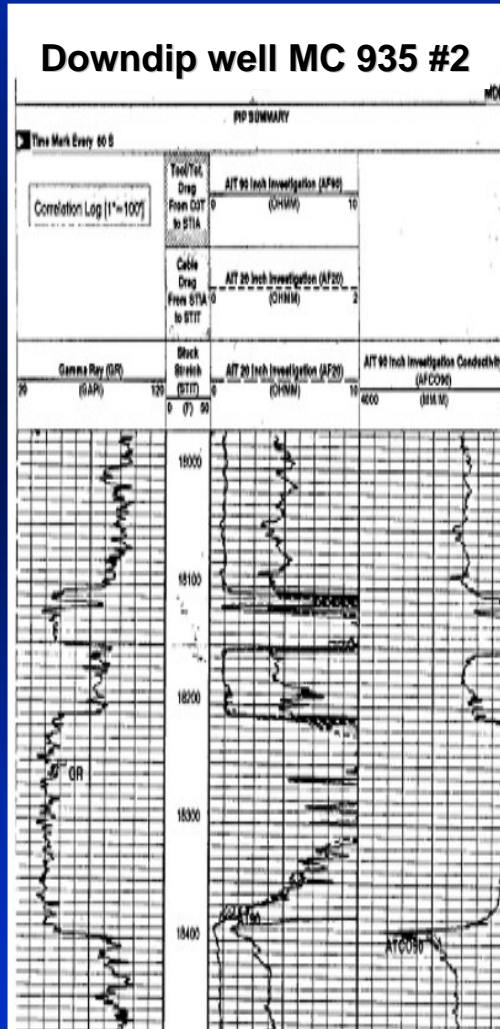 Downdip well MC 935 #2
PIP SUMMARY
Time Mark Every 60 S
Correlation Log [1"=100']
Tool/Tot.
Drag
From D3T
to STIA
AIT 90 Inch Investigation (AF90)
0 (OHMM) 10
Cable
Drag
From STIA
to STIT
AIT 20 Inch Investigation (AF20)
0 (OHMM) 2
Gamma Ray (GR)
20 (GAPI) 120
Stuck
Stretch
(STIT)
0 (F) 50
AIT 20 Inch Investigation (AF20)
0 (OHMM) 10
AIT 90 Inch Investigation Conductivity
(AFCO90)
4000 (MM/M)
18000
18100
18200
GR
18300
AT90
18400
ATCO90